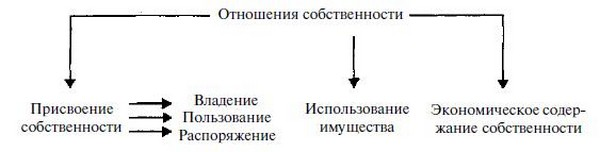 Отношения собственности
Присвоение
собственности
Владение
Пользование
Распоряжение
Использование
имущества
Экономическое содер-
жание собственности